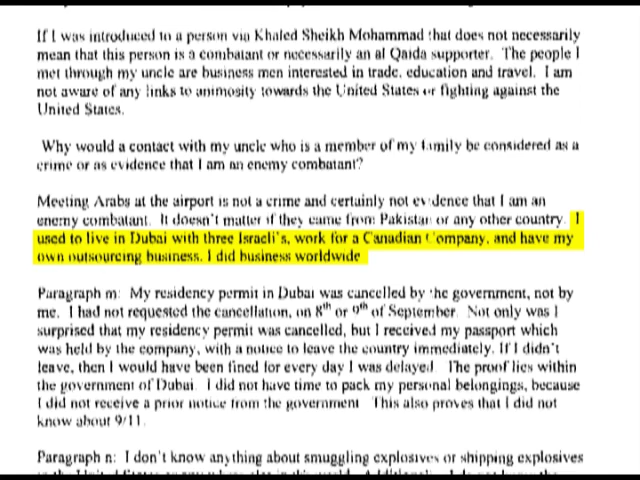 If I was introduced to a person via Khaled Sheikh Mohammad that does not necessarily
mean that this person is a combatant or necessarily an al Qaida supporter. The people I
met through my uncle are business men interested in trade, education and travel. I am
not aware of any links to animosity towards the United States or fighting against the
United States.
Why would a contact with my uncle who is a member of my family be considered as a
crime or as evidence that I am an enemy combatant?
Meeting Arabs at the airport is not a crime and certainly not evidence that I am an
enemy combatant. It doesn't matter if they came from Pakistan or any other country. I
used to live in Dubai with three Israeli's, work for a Canadian Company, and have my
own outsourcing business. I did business worldwide
Paragraph m: My residency permit in Dubai was cancelled by the government, not by
me. I had not requested the cancellation, on 8th or 9th of September. Not only was I
surprised that my residency permit was cancelled, but I received my passport which
was held by the company, with a notice to leave the country immediately. If I didn't
leave, then I would have been fined for every day I was delayed. The proof lies within
the government of Dubai. I did not have time to pack my personal belongings, because
I did not receive a prior notice from the government. This also proves that I did not
know about 9/11.
Paragraph n: I don't know anything about smuggling explosives or shipping explosives